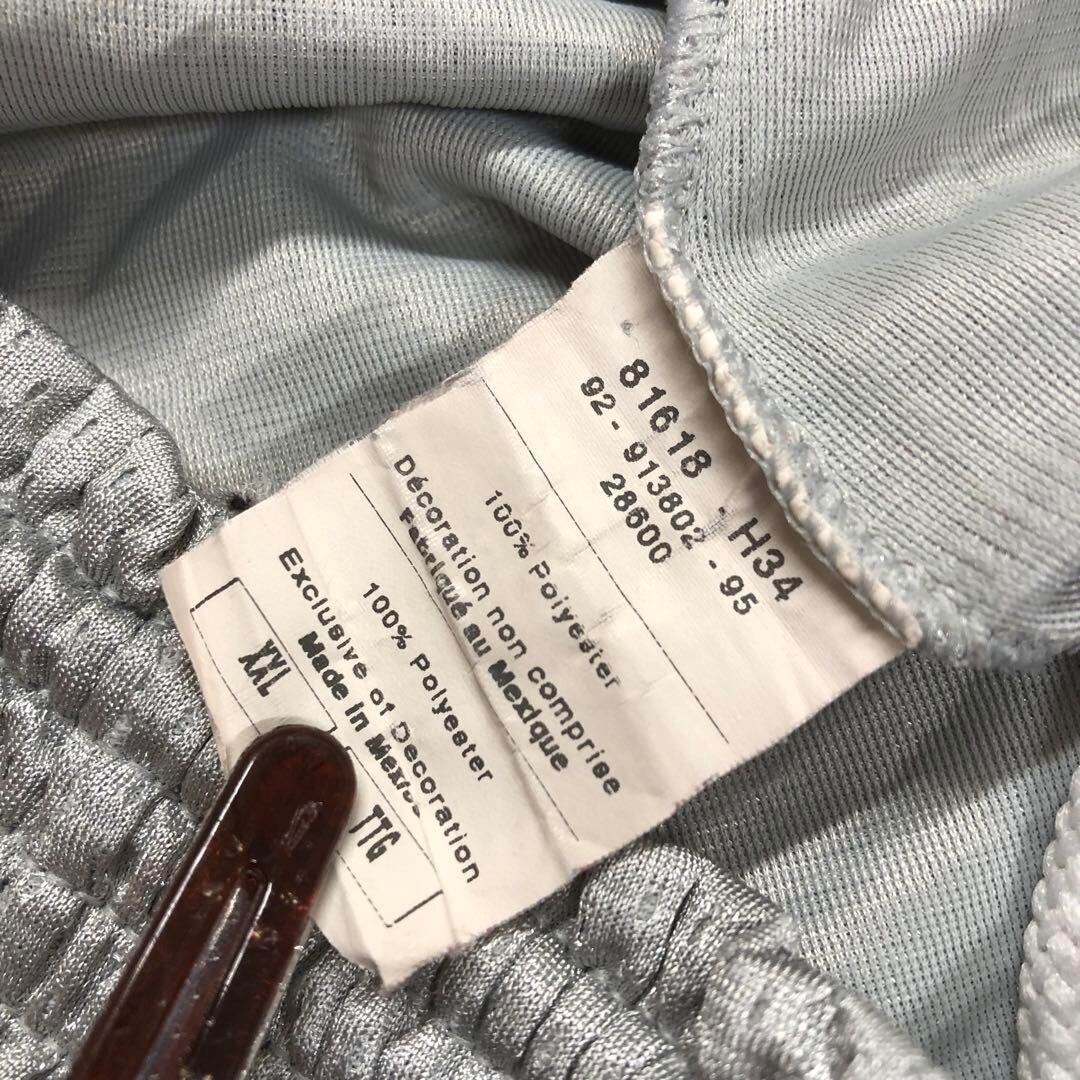 81618 - H34
92 - 913802 - 95
28600
100% Polyester
Décoration non comprise
Fabriqué au Mexique
100% Polyester
Exclusive of Decoration
Made in Mexico
XXL
TTG